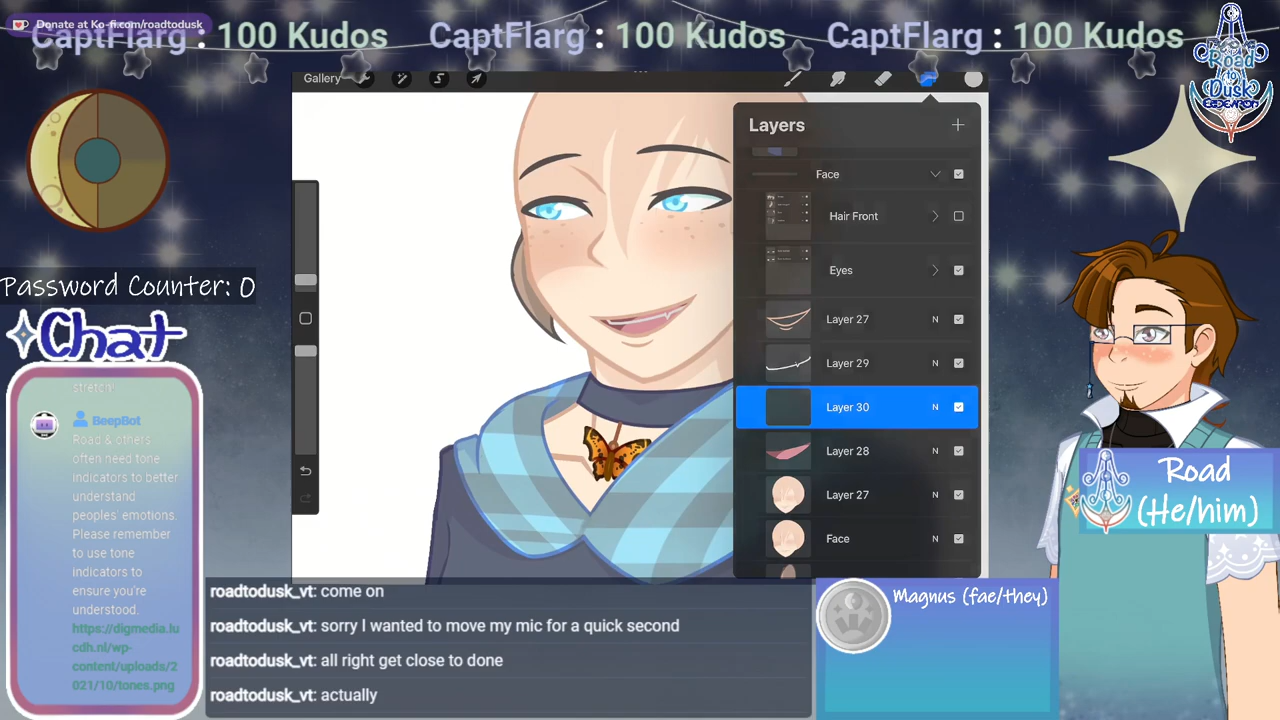 Donate at Ko-fi.com/roadtodusk
CaptFlarg : 100 Kudos CaptFlarg : 100 Kudos CaptFlarg : 100 Kudos
Road
to
Dusk
Gallery
Layers
Face
Hair Front
Eyes
Layer 27 N
Layer 29 N
Layer 30 N
Layer 28 N
Layer 27 N
Face N
Password Counter: 0
Chat
stretch!
BeepBot
Road & others
often need tone
indicators to better
understand
peoples' emotions.
Please remember
to use tone
indicators to
ensure you're
understood.
https://digmedia.lu
cdh.nl/wp-
content/uploads/2
021/10/tones.png
roadtodusk_vt: come on
roadtodusk_vt: sorry I wanted to move my mic for a quick second
roadtodusk_vt: all right get close to done
roadtodusk_vt: actually
Magnus (fae/they)
Road
(He/him)